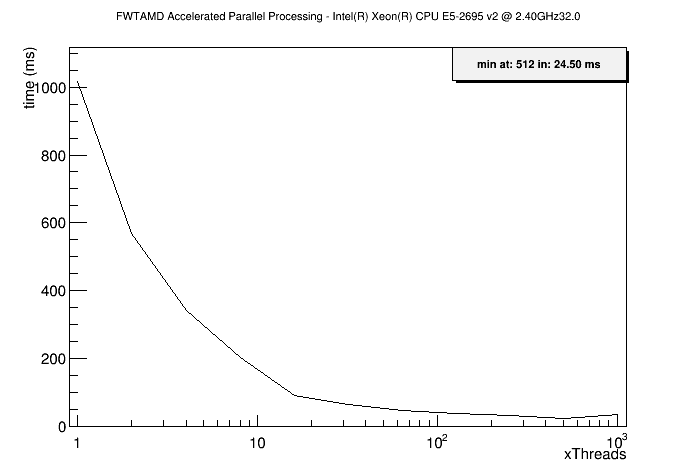 FWTAMD Accelerated Parallel Processing - Intel(R) Xeon(R) CPU E5-2695 v2 @ 2.40GHz32.0
min at: 512 in: 24.50 ms
time (ms)
1000
800
600
400
200
0
1 10 10² 10³
xThreads